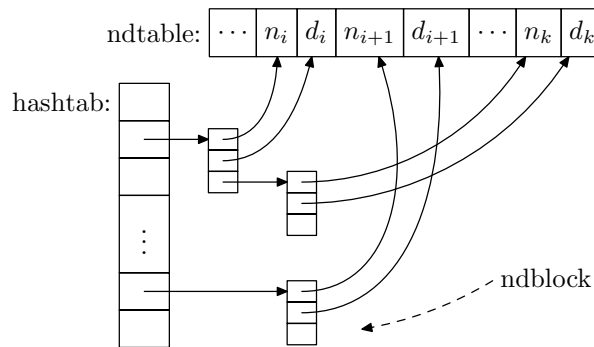 ndtable: ⋯ n_i d_i n_{i+1} d_{i+1} ⋯ n_k d_k
hashtab:
⋮
ndblock